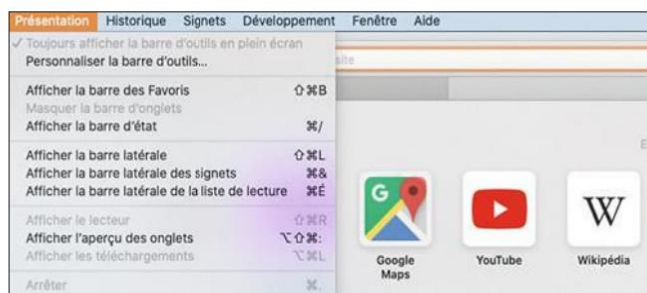 Présentation Historique Signets Développement Fenêtre Aide
✓ Toujours afficher la barre d'outils en plein écran
Personnaliser la barre d'outils...
site
Afficher la barre des Favoris ⇧⌘B
Masquer la barre d'onglets
Afficher la barre d'état ⌘/
Afficher la barre latérale ⇧⌘L
Afficher la barre latérale des signets ⌘&
Afficher la barre latérale de la liste de lecture ⌘É
Afficher le lecteur ⇧⌘R
Afficher l'aperçu des onglets ⌥⇧⌘:
Afficher les téléchargements ⌥⌘L
Arrêter ⌘.
E
G
W
Google Maps
YouTube
Wikipédia